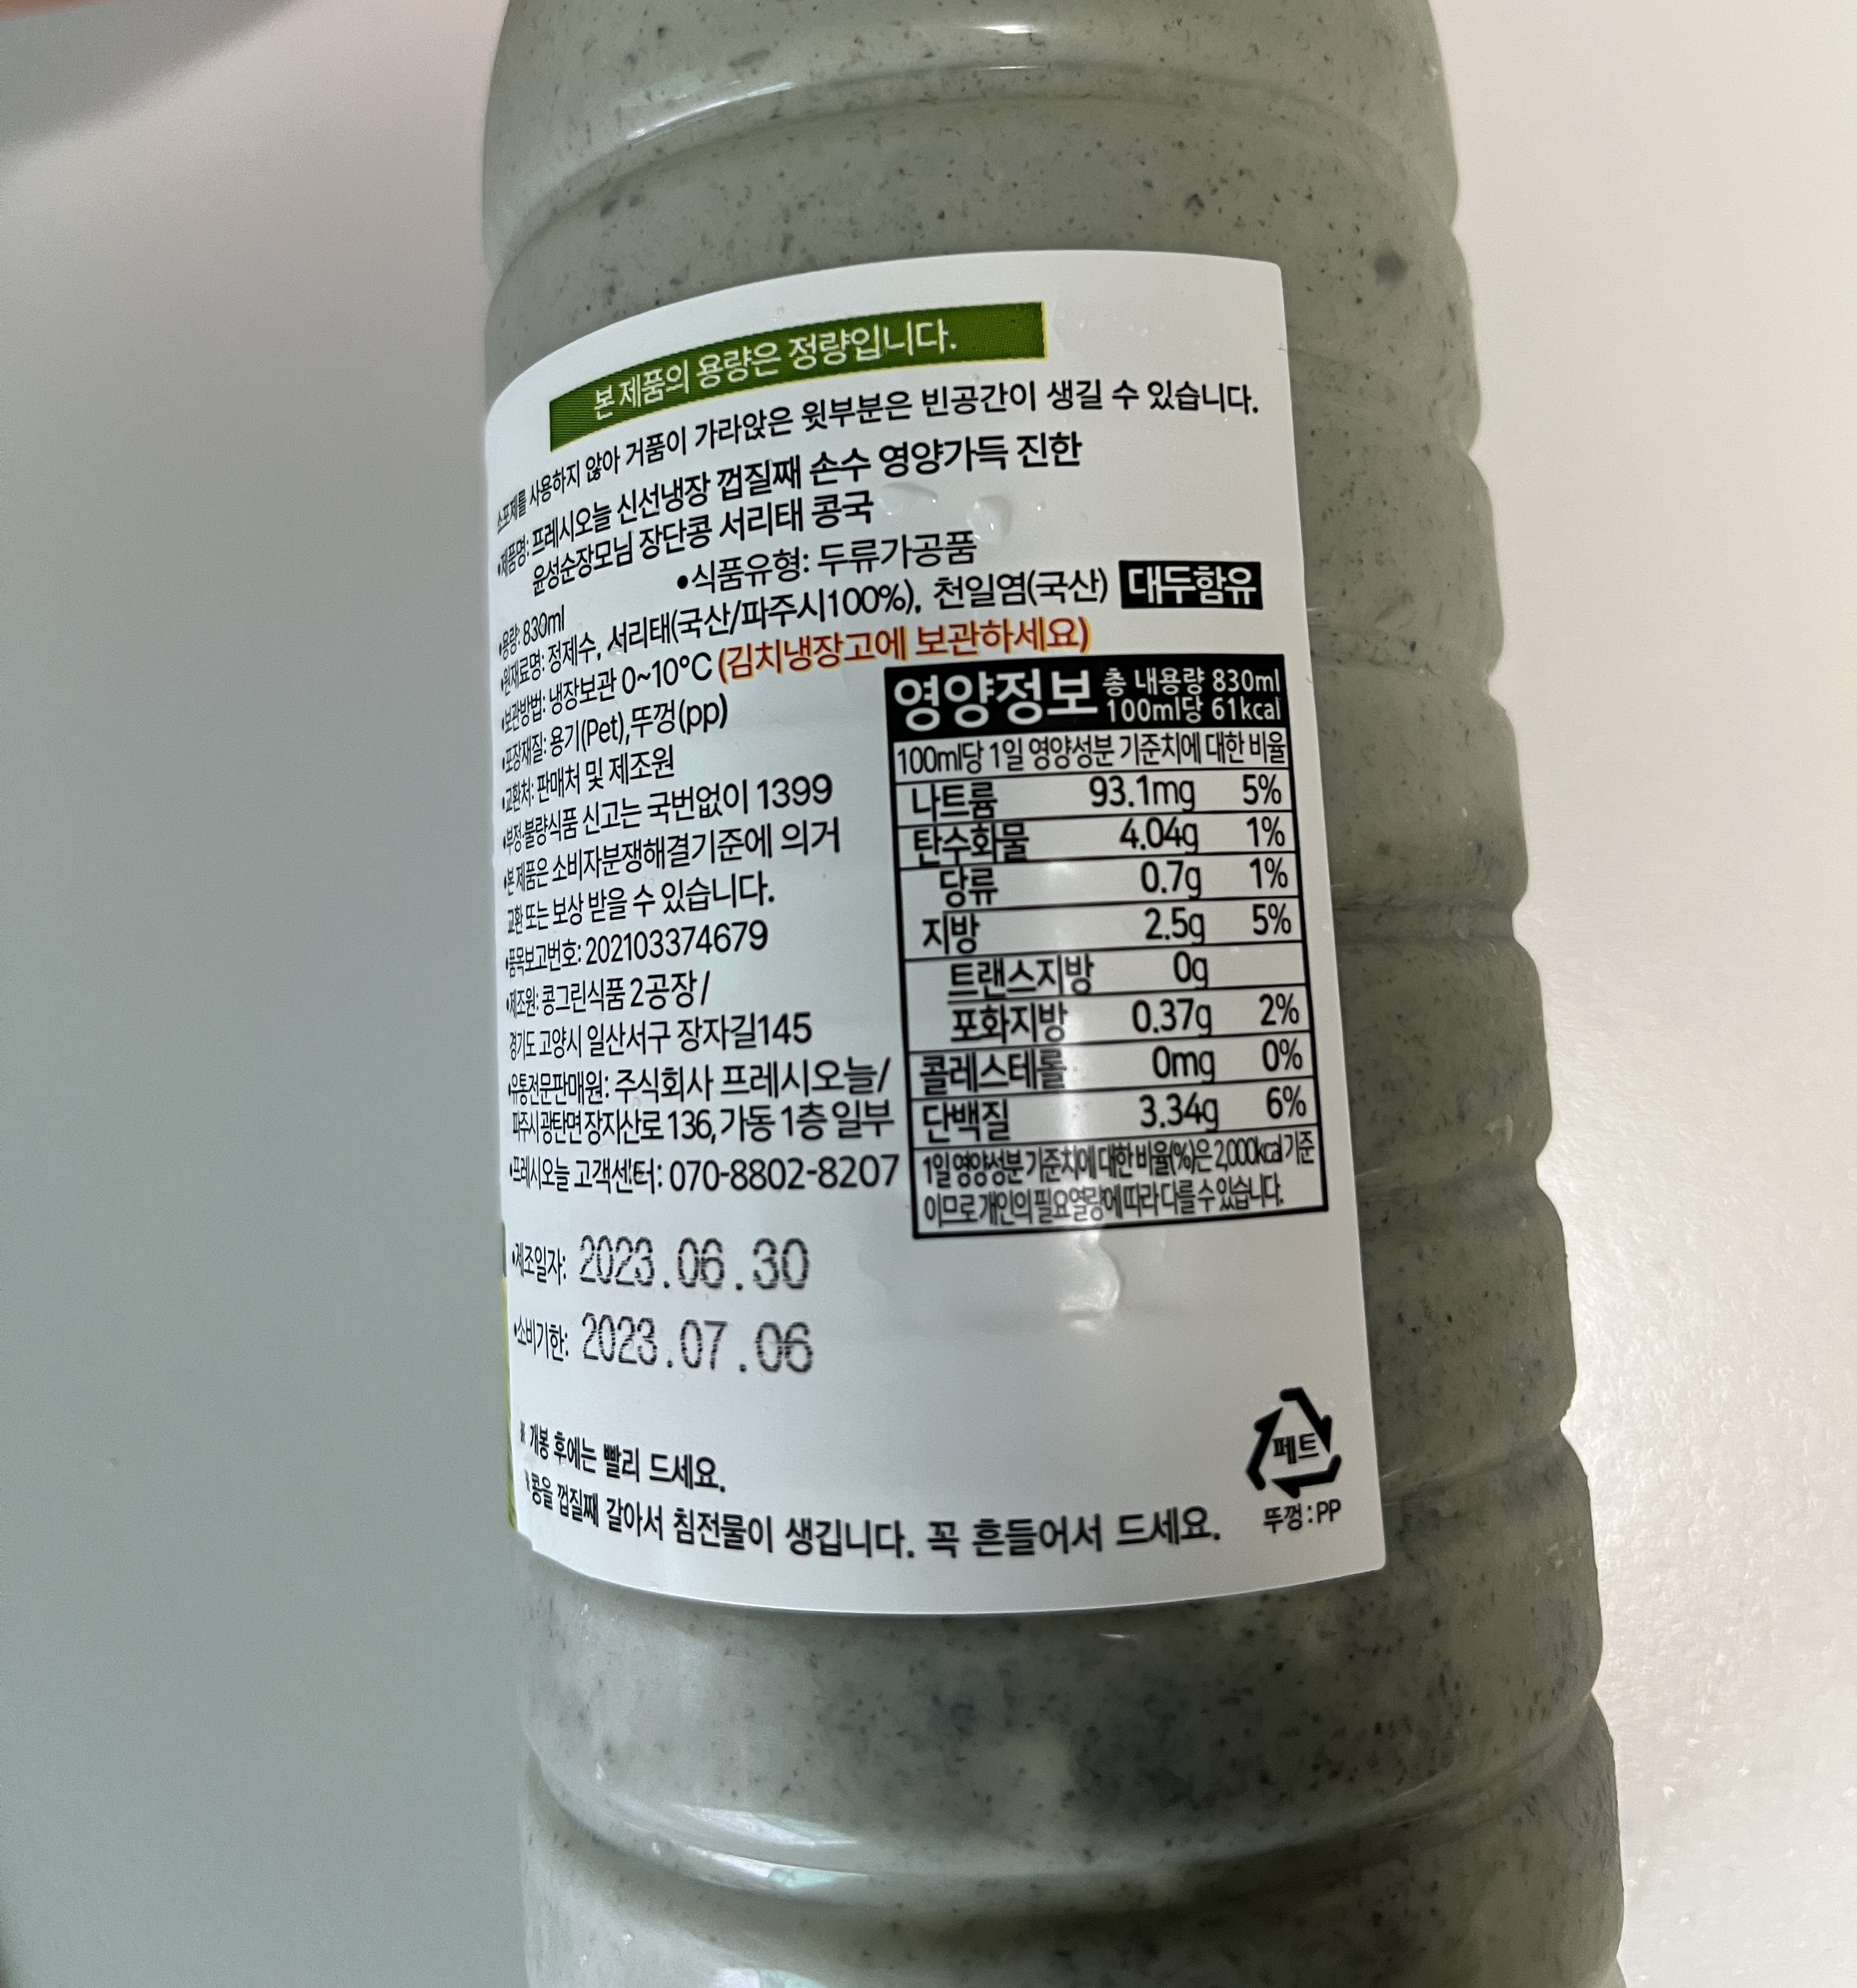 본 제품의 용량은 정량입니다.
소포제를 사용하지 않아 거품이 가라앉은 윗부분은 빈공간이 생길 수 있습니다.
•제품명: 프레시오늘 신선냉장 껍질째 손수 영양가득 진한
윤성순장모님 장단콩 서리태 콩국
•용량: 830ml •식품유형: 두류가공품
•원재료명: 정제수, 서리태(국산/파주시100%), 천일염(국산) 대두함유
•보관방법: 냉장보관 0~10°C (김치냉장고에 보관하세요)
•포장재질: 용기(Pet),뚜껑(pp)
•교환처: 판매처 및 제조원
•부정·불량식품 신고는 국번없이 1399
•본 제품은 소비자분쟁해결기준에 의거
교환 또는 보상 받을 수 있습니다.
•품목보고번호: 202103374679
•제조원: 콩그린식품 2공장/
경기도 고양시 일산서구 장자길145
•유통전문판매원: 주식회사 프레시오늘/
파주시 광탄면 장지산로 136, 가동 1층 일부
•프레시오늘 고객센터: 070-8802-8207
•제조일자: 2023.06.30
•소비기한: 2023.07.06
영양정보 총 내용량 830ml
100ml당 61kcal
100ml당 1일 영양성분 기준치에 대한 비율
나트륨 93.1mg 5%
탄수화물 4.04g 1%
당류 0.7g 1%
지방 2.5g 5%
트랜스지방 0g
포화지방 0.37g 2%
콜레스테롤 0mg 0%
단백질 3.34g 6%
1일 영양성분 기준치에 대한 비율(%)은 2,000kcal 기준
이므로 개인의 필요 열량에 따라 다를 수 있습니다.
※ 개봉 후에는 빨리 드세요.
※ 콩을 껍질째 갈아서 침전물이 생깁니다. 꼭 흔들어서 드세요.
페트
뚜껑:PP